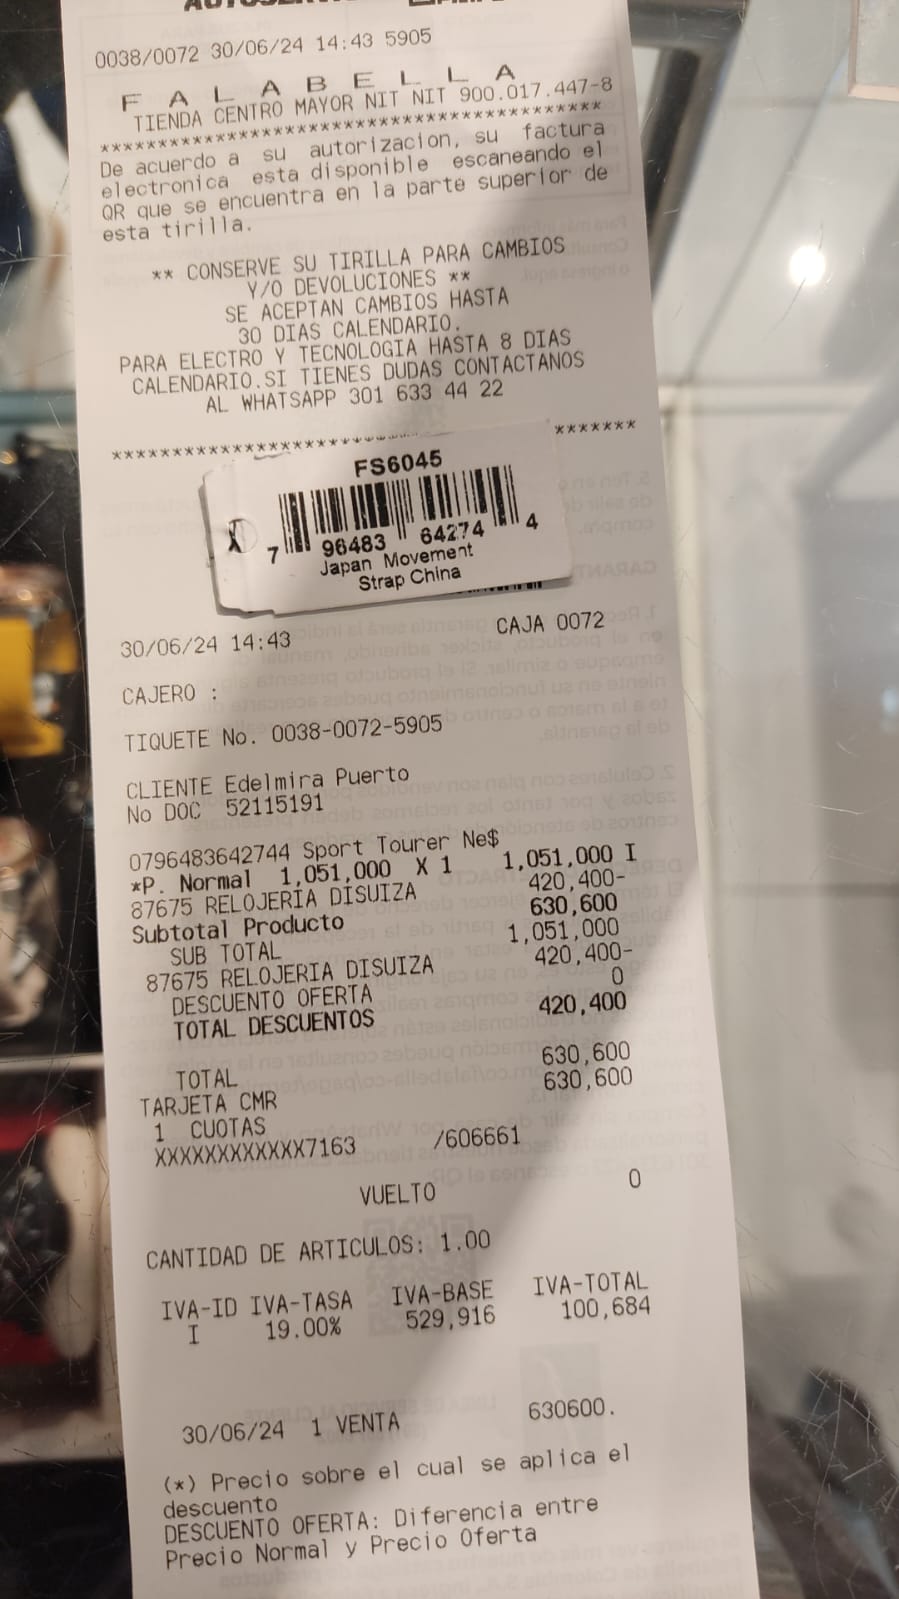 0038/0072 30/06/24 14:43 5905
F A L A B E L L A
TIENDA CENTRO MAYOR NIT NIT 900.017.447-8
****************************************
De acuerdo a su autorizacion, su factura
electronica esta disponible escaneando el
QR que se encuentra en la parte superior de
esta tirilla.
** CONSERVE SU TIRILLA PARA CAMBIOS
Y/O DEVOLUCIONES **
SE ACEPTAN CAMBIOS HASTA
30 DIAS CALENDARIO.
PARA ELECTRO Y TECNOLOGIA HASTA 8 DIAS
CALENDARIO.SI TIENES DUDAS CONTACTANOS
AL WHATSAPP 301 633 44 22
FS6045
7 96483 64274 4
Japan Movement
Strap China
30/06/24 14:43 CAJA 0072
CAJERO :
TIQUETE No. 0038-0072-5905
CLIENTE Edelmira Puerto
No DOC 52115191
0796483642744 Sport Tourer Ne$
*P. Normal 1,051,000 X 1 1,051,000 I
87675 RELOJERIA DISUIZA 420,400-
Subtotal Producto 630,600
SUB TOTAL 1,051,000
87675 RELOJERIA DISUIZA 420,400-
DESCUENTO OFERTA 0
TOTAL DESCUENTOS 420,400
TOTAL 630,600
TARJETA CMR 630,600
1 CUOTAS
XXXXXXXXXXXX7163 /606661
VUELTO 0
CANTIDAD DE ARTICULOS: 1.00
IVA-ID IVA-TASA IVA-BASE IVA-TOTAL
I 19.00% 529,916 100,684
30/06/24 1 VENTA 630600.
(*) Precio sobre el cual se aplica el
descuento
DESCUENTO OFERTA: Diferencia entre
Precio Normal y Precio Oferta